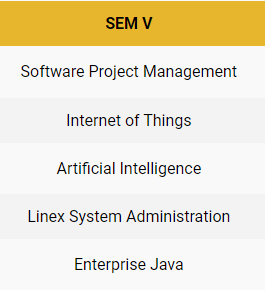 SEM V
Software Project Management
Internet of Things
Artificial Intelligence
Linex System Administration
Enterprise Java